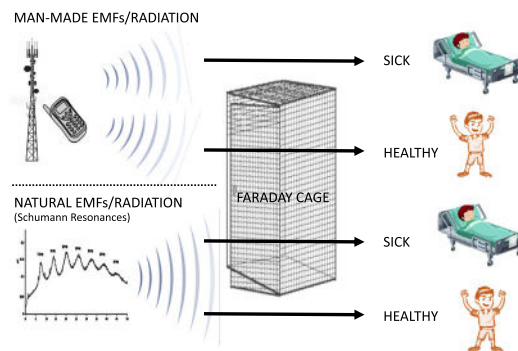 MAN-MADE EMFs/RADIATION
SICK
HEALTHY
NATURAL EMFs/RADIATION
(Schumann Resonances)
FARADAY CAGE
SICK
HEALTHY